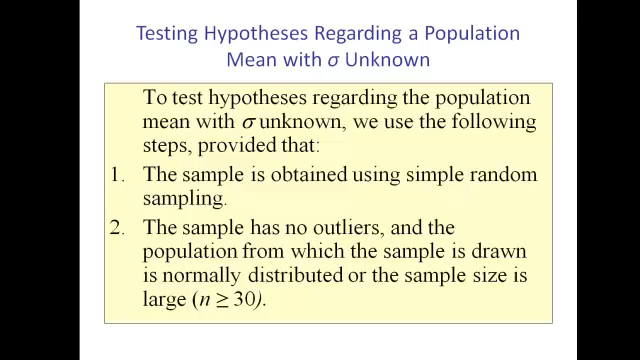 Testing Hypotheses Regarding a Population
Mean with σ Unknown
To test hypotheses regarding the population
mean with σ unknown, we use the following
steps, provided that:
1. The sample is obtained using simple random
sampling.
2. The sample has no outliers, and the
population from which the sample is drawn
is normally distributed or the sample size is
large (n ≥ 30).